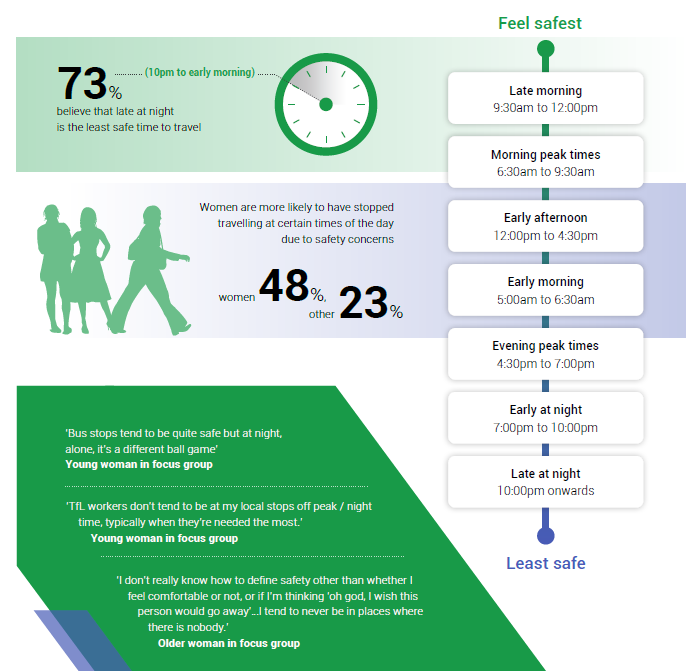 Feel safest
73%
(10pm to early morning)
believe that late at night
is the least safe time to travel
Late morning
9:30am to 12:00pm
Morning peak times
6:30am to 9:30am
Women are more likely to have stopped
travelling at certain times of the day
due to safety concerns
women 48%,
other 23%
Early afternoon
12:00pm to 4:30pm
Early morning
5:00am to 6:30am
Evening peak times
4:30pm to 7:00pm
Early at night
7:00pm to 10:00pm
Late at night
10:00pm onwards
Least safe
'Bus stops tend to be quite safe but at night,
alone, it's a different ball game'
Young woman in focus group
'TfL workers don't tend to be at my local stops off peak / night
time, typically when they're needed the most.'
Young woman in focus group
'I don't really know how to define safety other than whether I
feel comfortable or not, or if I'm thinking 'oh god, I wish this
person would go away'...I tend to never be in places where
there is nobody.'
Older woman in focus group